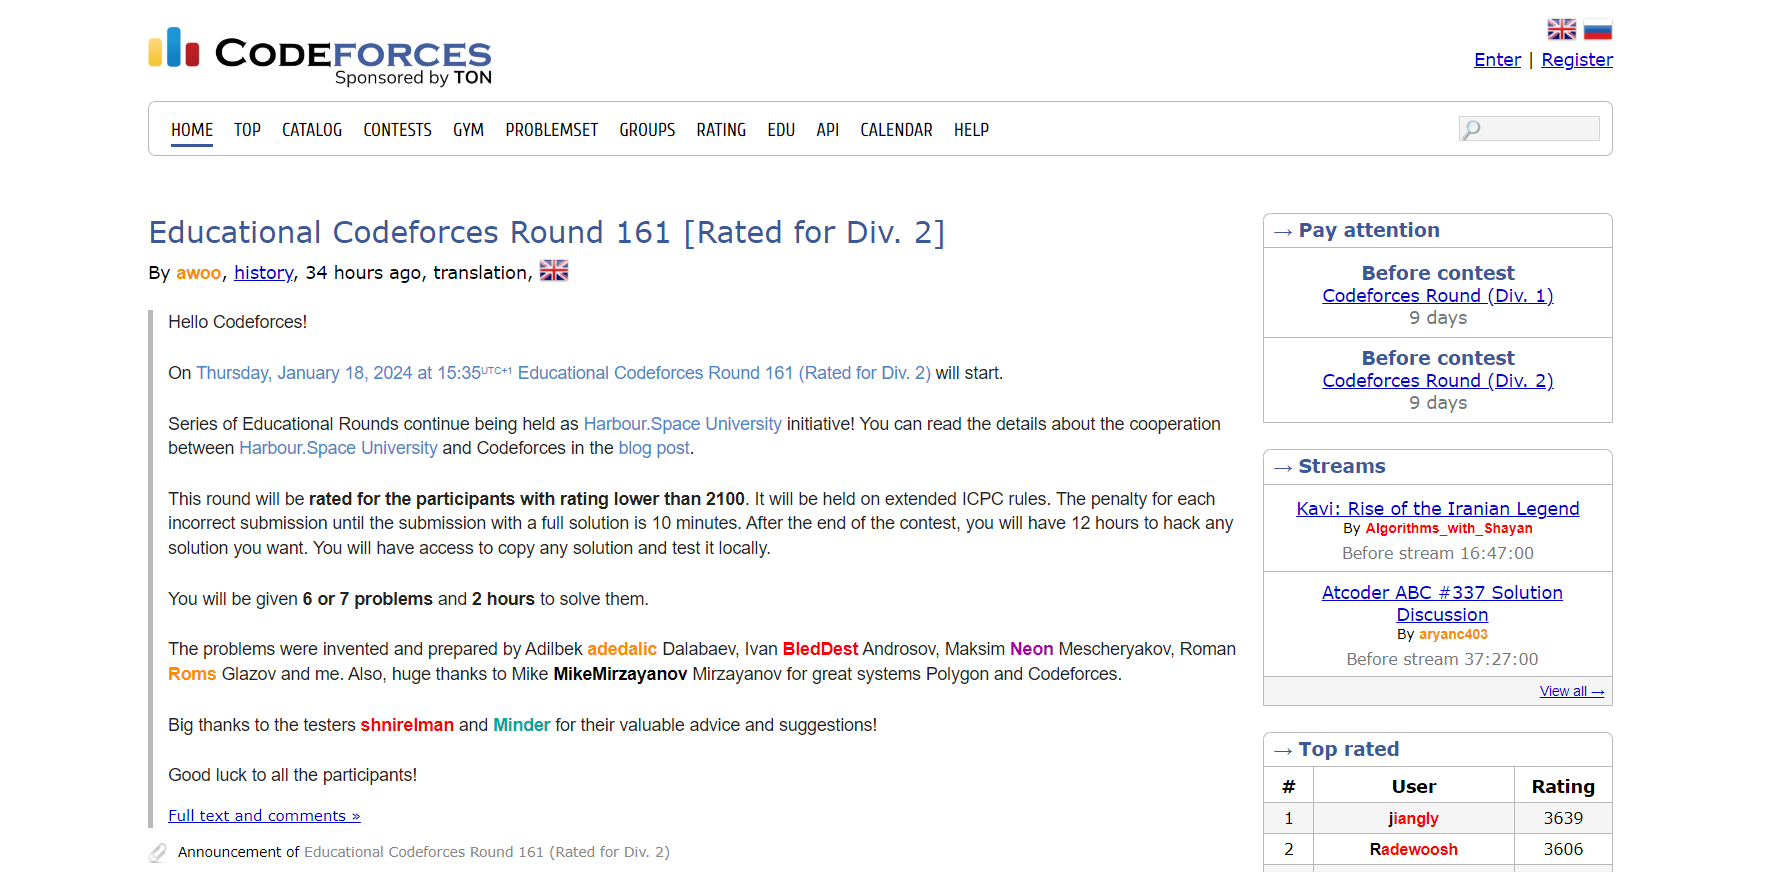 CODEFORCES
Sponsored by TON
Enter | Register
HOME TOP CATALOG CONTESTS GYM PROBLEMSET GROUPS RATING EDU API CALENDAR HELP
Educational Codeforces Round 161 [Rated for Div. 2]
By awoo, history, 34 hours ago, translation,
Hello Codeforces!
On Thursday, January 18, 2024 at 15:35UTC+1 Educational Codeforces Round 161 (Rated for Div. 2) will start.
Series of Educational Rounds continue being held as Harbour.Space University initiative! You can read the details about the cooperation
between Harbour.Space University and Codeforces in the blog post.
This round will be rated for the participants with rating lower than 2100. It will be held on extended ICPC rules. The penalty for each
incorrect submission until the submission with a full solution is 10 minutes. After the end of the contest, you will have 12 hours to hack any
solution you want. You will have access to copy any solution and test it locally.
You will be given 6 or 7 problems and 2 hours to solve them.
The problems were invented and prepared by Adilbek adedalic Dalabaev, Ivan BledDest Androsov, Maksim Neon Mescheryakov, Roman
Roms Glazov and me. Also, huge thanks to Mike MikeMirzayanov Mirzayanov for great systems Polygon and Codeforces.
Big thanks to the testers shnirelman and Minder for their valuable advice and suggestions!
Good luck to all the participants!
Full text and comments »
Announcement of Educational Codeforces Round 161 (Rated for Div. 2)
→ Pay attention
Before contest
Codeforces Round (Div. 1)
9 days
Before contest
Codeforces Round (Div. 2)
9 days
→ Streams
Kavi: Rise of the Iranian Legend
By Algorithms_with_Shayan
Before stream 16:47:00
Atcoder ABC #337 Solution
Discussion
By aryanc403
Before stream 37:27:00
View all →
→ Top rated
# User Rating
1 jiangly 3639
2 Radewoosh 3606